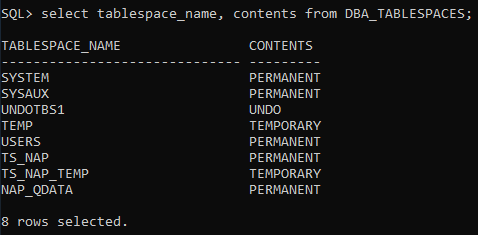 SQL> select tablespace_name, contents from DBA_TABLESPACES;
TABLESPACE_NAME                CONTENTS
------------------------------ ---------
SYSTEM                         PERMANENT
SYSAUX                         PERMANENT
UNDOTBS1                       UNDO
TEMP                           TEMPORARY
USERS                          PERMANENT
TS_NAP                         PERMANENT
TS_NAP_TEMP                    TEMPORARY
NAP_QDATA                      PERMANENT
8 rows selected.